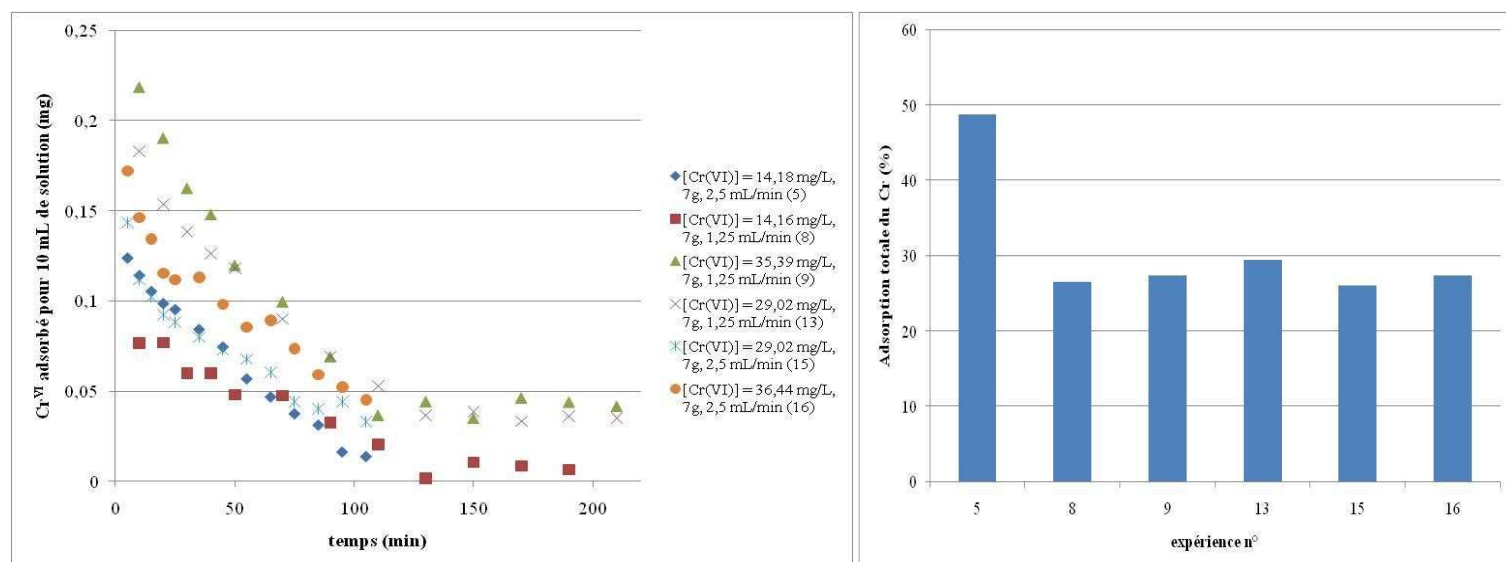 0,25
0,2
0,15
0,1
0,05
0
0 50 100 150 200
Cr^VI adsorbé pour 10 mL de solution (mg)
temps (min)
[Cr(VI)] = 14,18 mg/L,
7g, 2,5 mL/min (5)
[Cr(VI)] = 14,16 mg/L,
7g, 1,25 mL/min (8)
[Cr(VI)] = 35,39 mg/L,
7g, 1,25 mL/min (9)
[Cr(VI)] = 29,02 mg/L,
7g, 1,25 mL/min (13)
[Cr(VI)] = 29,02 mg/L,
7g, 2,5 mL/min (15)
[Cr(VI)] = 36,44 mg/L,
7g, 2,5 mL/min (16)
60
50
40
30
20
10
0
5 8 9 13 15 16
Adsorption totale du Cr (%)
expérience n°